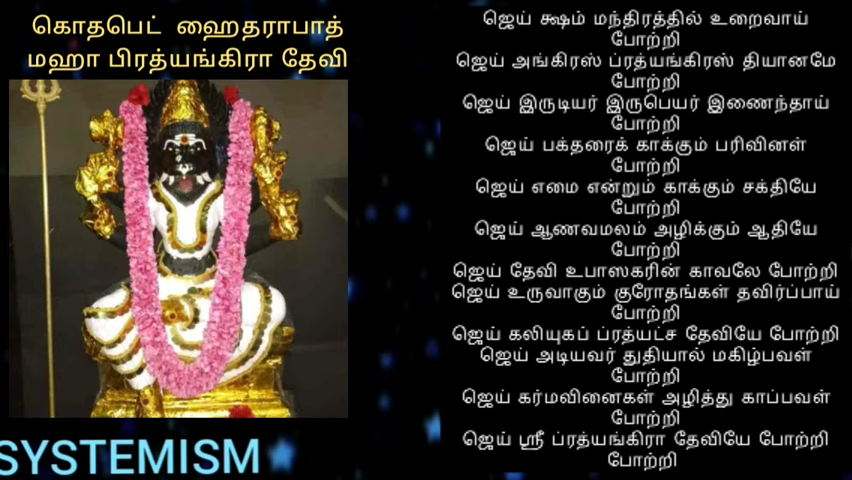 கொதபெட் ஹைதராபாத்
மஹா பிரத்யங்கிரா தேவி
ஜெய் க்ஷம் மந்திரத்தில் உறைவாய்
போற்றி
ஜெய் அங்கிரஸ் ப்ரத்யங்கிரஸ் தியானமே
போற்றி
ஜெய் இருடியர் இருபெயர் இணைந்தாய்
போற்றி
ஜெய் பக்தரைக் காக்கும் பரிவினள்
போற்றி
ஜெய் எமை என்றும் காக்கும் சக்தியே
போற்றி
ஜெய் ஆணவமலம் அழிக்கும் ஆதியே
போற்றி
ஜெய் தேவி உபாஸகரின் காவலே போற்றி
ஜெய் உருவாகும் குரோதங்கள் தவிர்ப்பாய்
போற்றி
ஜெய் கலியுகப் ப்ரத்யட்ச தேவியே போற்றி
ஜெய் அடியவர் துதியால் மகிழ்பவள்
போற்றி
ஜெய் கர்மவினைகள் அழித்து காப்பவள்
போற்றி
ஜெய் ஸ்ரீ ப்ரத்யங்கிரா தேவியே போற்றி
போற்றி
SYSTEMISM